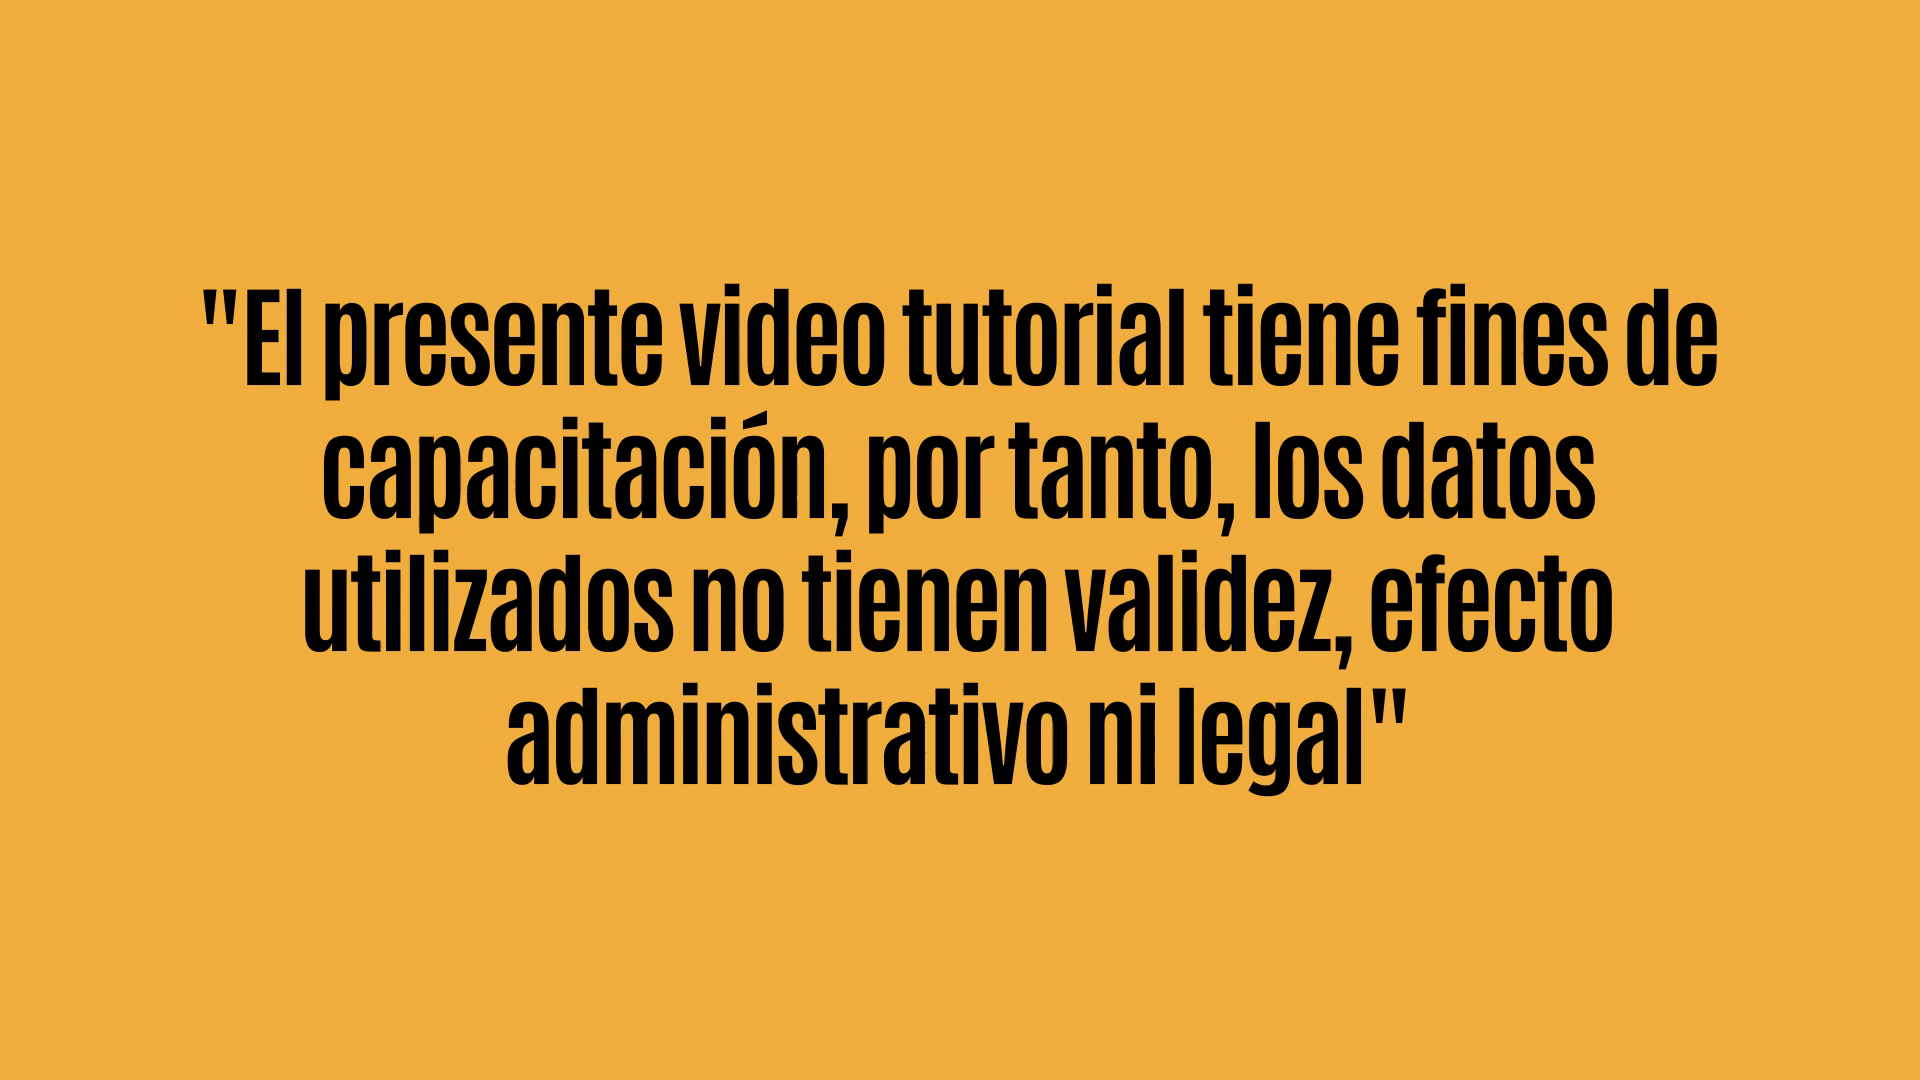 "El presente video tutorial tiene fines de
capacitación, por tanto, los datos
utilizados no tienen validez, efecto
administrativo ni legal"